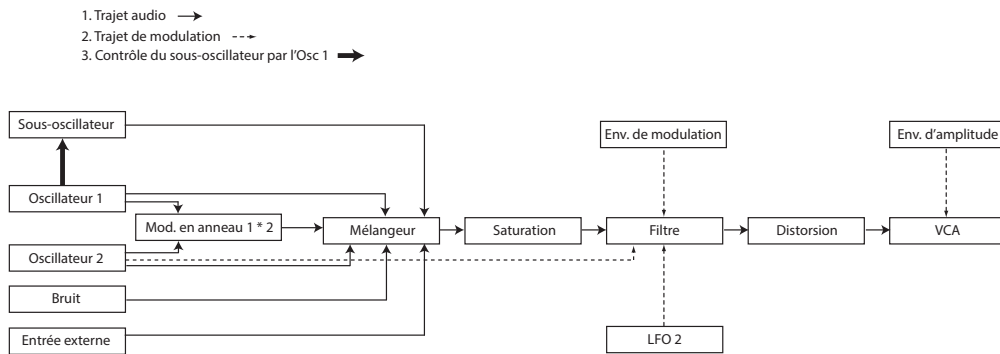 1. Trajet audio
2. Trajet de modulation
3. Contrôle du sous-oscillateur par l'Osc 1
Sous-oscillateur
Env. de modulation
Env. d'amplitude
Oscillateur 1
Mod. en anneau 1 * 2
Mélangeur
Saturation
Filtre
Distorsion
VCA
Oscillateur 2
Bruit
Entrée externe
LFO 2